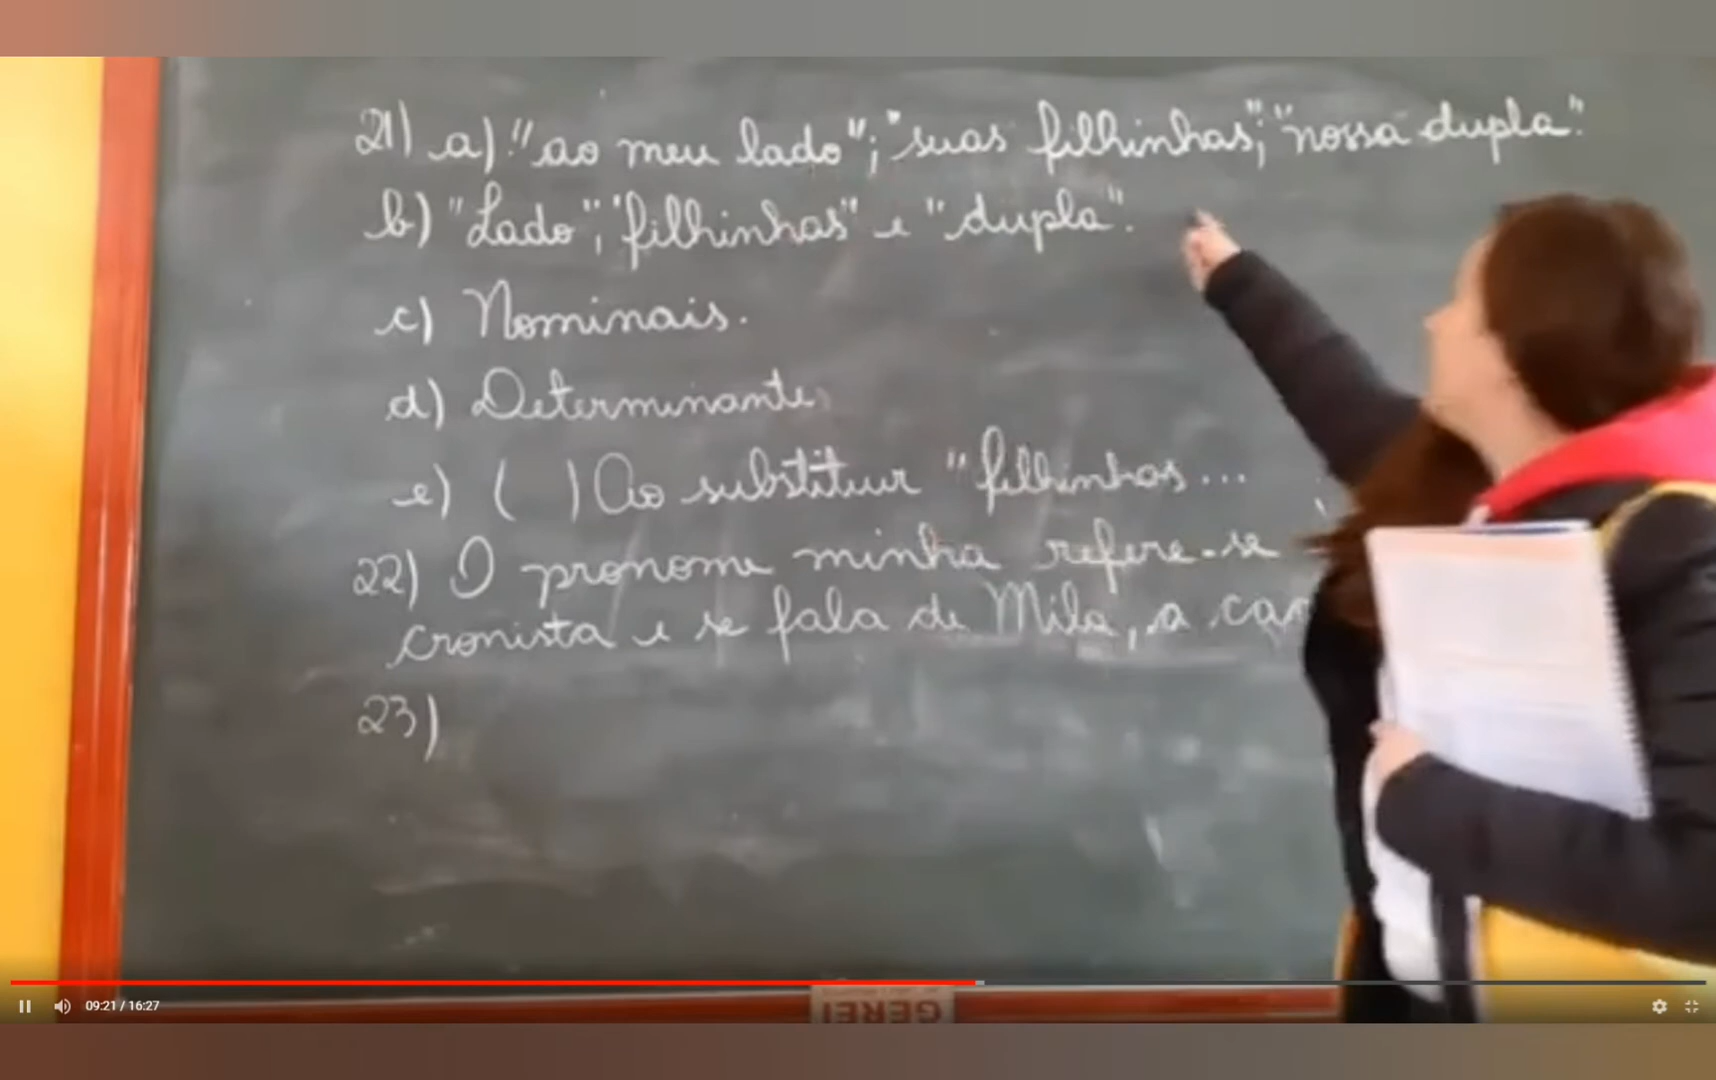 21) a) "ao meu lado"; "suas filhinhas"; "nossa dupla".
b) "Lado"; "filhinhas" e "dupla".
c) Nominais.
d) Determinante
e) ( ) Ao substituir "filhinhas...
22) O pronome minha refere-se
cronista e se fala de Mila, a
23)
GEREI
09:21 / 16:27